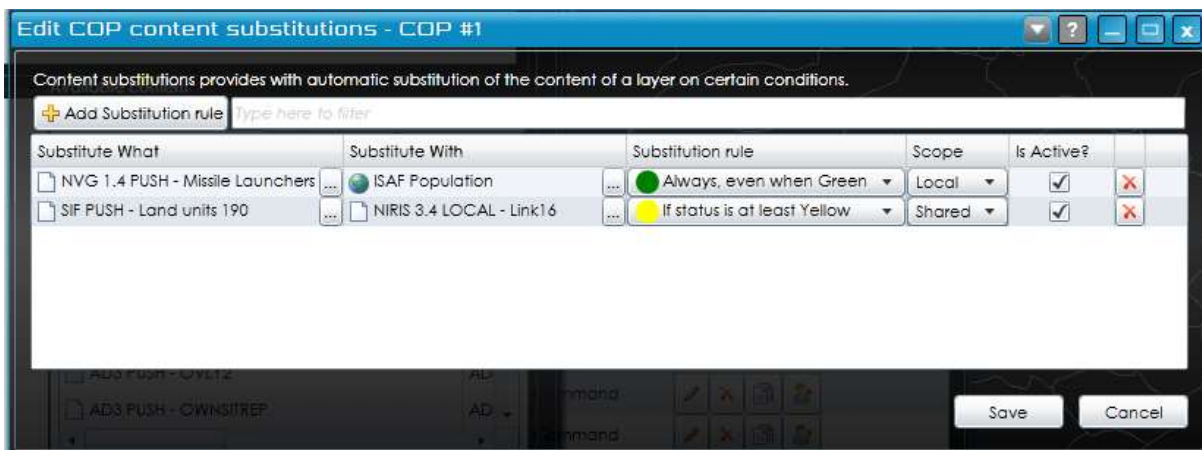 Edit COP content substitutions - COP #1
?
x
Content substitutions provides with automatic substitution of the content of a layer on certain conditions.
Add Substitution rule Type here to filter
Substitute What Substitute With Substitution rule Scope Is Active?
NVG 1.4 PUSH - Missile Launchers ... ISAF Population ... Always, even when Green Local
SIF PUSH - Land units 190 ... NIRIS 3.4 LOCAL - Link16 ... If status is at least Yellow Shared
AD3 PUSH - OVLY2 AD
AD3 PUSH - OWNSITREP AD
mmand
mmand
Save Cancel